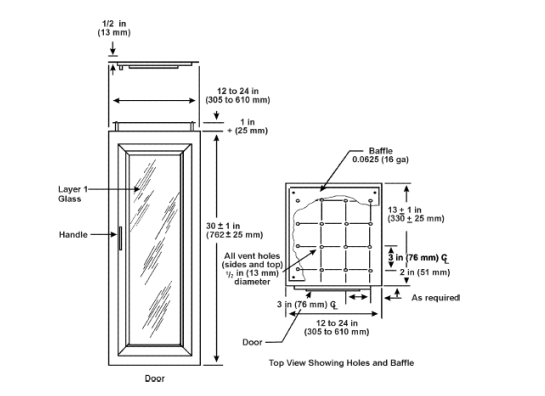 1/2 in
(13 mm)
12 to 24 in
(305 to 610 mm)
1 in
+ (25 mm)
Baffle
0.0625 (16 ga)
Layer 1
Glass
13 ± 1 in
(330 ± 25 mm)
30 ± 1 in
(762 ± 25 mm)
Handle
All vent holes
(sides and top)
1/2 in (13 mm)
diameter
3 in (76 mm) ℄
2 in (51 mm)
3 in (76 mm) ℄
As required
12 to 24 in
(305 to 610 mm)
Door
Top View Showing Holes and Baffle
Door